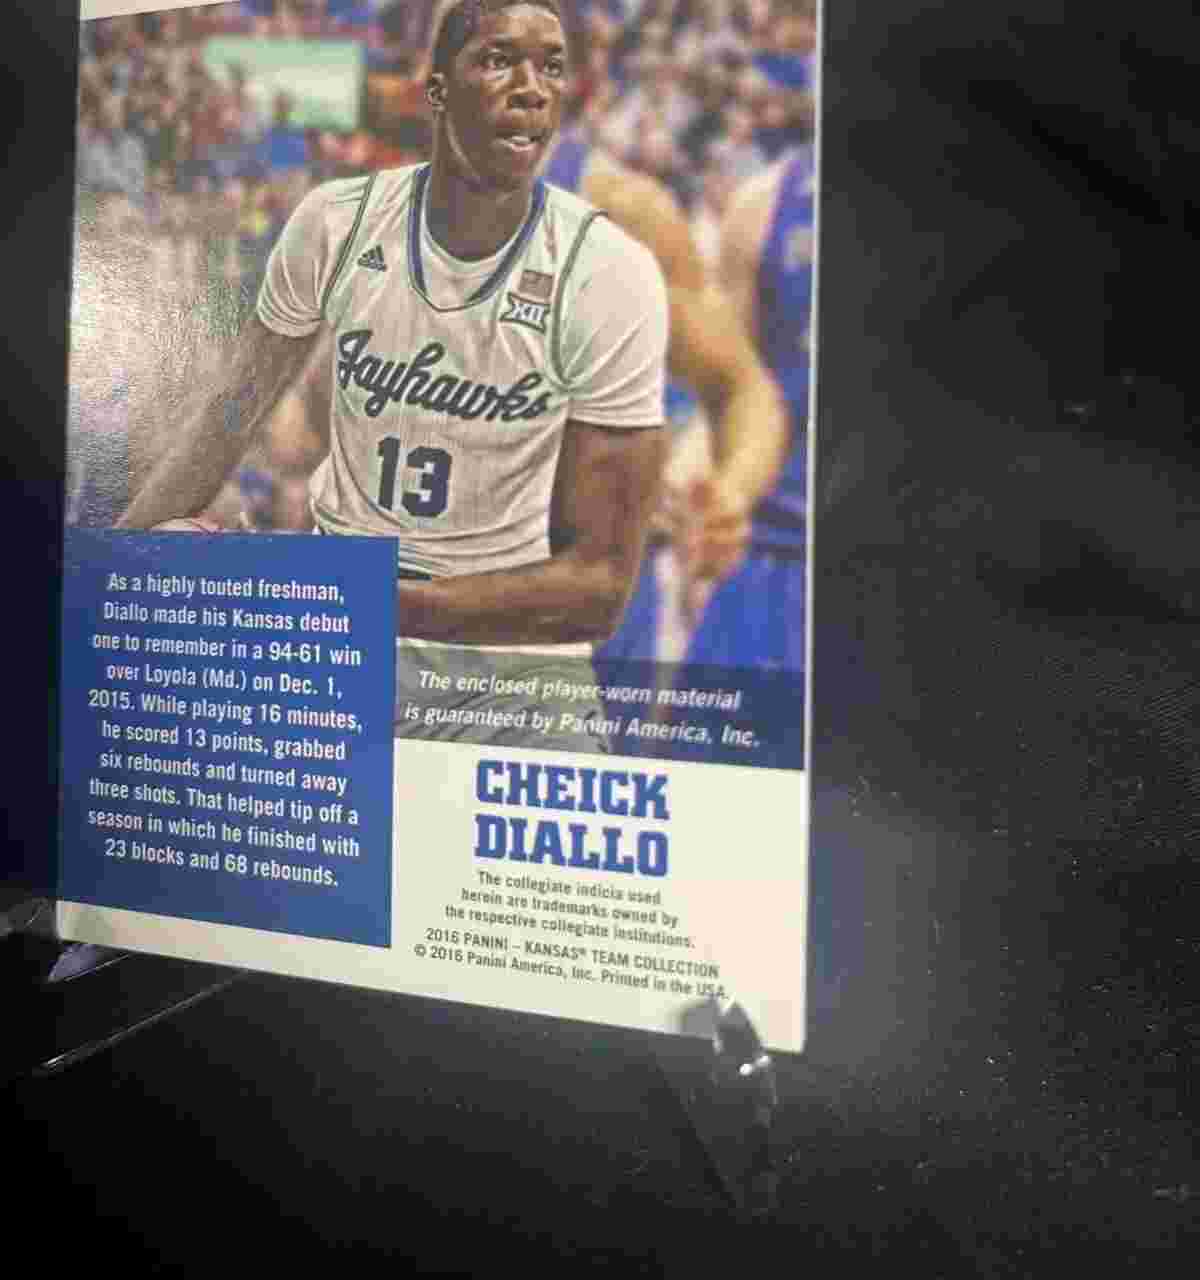 XII
Jayhawks
13
As a highly touted freshman,
Diallo made his Kansas debut
one to remember in a 94-61 win
over Loyola (Md.) on Dec. 1,
2015. While playing 16 minutes,
he scored 13 points, grabbed
six rebounds and turned away
three shots. That helped tip off a
season in which he finished with
23 blocks and 68 rebounds.
The enclosed player-worn material
is guaranteed by Panini America, Inc.
CHEICK
DIALLO
The collegiate indicia used
herein are trademarks owned by
the respective collegiate institutions.
2016 PANINI – KANSAS® TEAM COLLECTION
© 2016 Panini America, Inc. Printed in the USA.